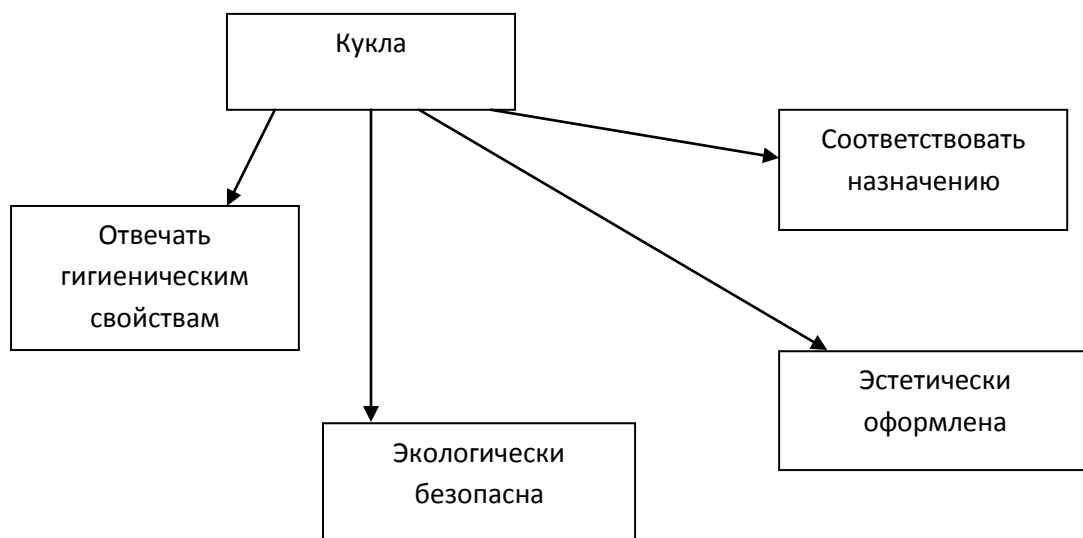 Кукла
Соответствовать
назначению
Отвечать
гигиеническим
свойствам
Эстетически
оформлена
Экологически
безопасна